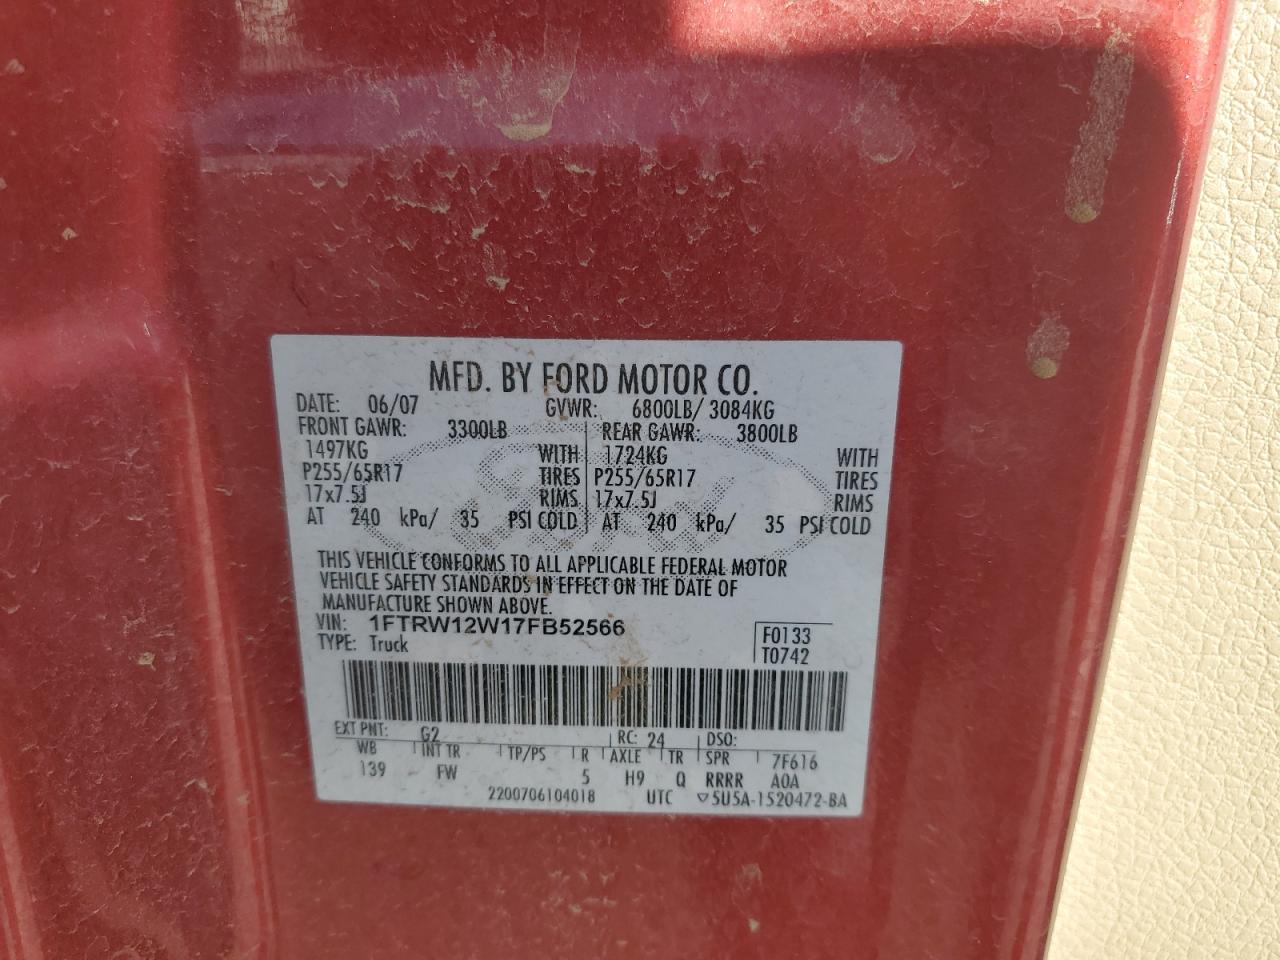 MFD. BY FORD MOTOR CO.
DATE: 06/07 GVWR: 6800LB/ 3084KG
FRONT GAWR: 3300LB REAR GAWR: 3800LB
1497KG WITH 1724KG WITH
P255/65R17 TIRES P255/65R17 TIRES
17x7.5J RIMS 17x7.5J RIMS
AT 240 kPa/ 35 PSI COLD AT 240 kPa/ 35 PSI COLD
THIS VEHICLE CONFORMS TO ALL APPLICABLE FEDERAL MOTOR
VEHICLE SAFETY STANDARDS IN EFFECT ON THE DATE OF
MANUFACTURE SHOWN ABOVE.
VIN: 1FTRW12W17FB52566 F0133
TYPE: Truck T0742
EXT PNT: G2 RC: 24 DSO:
WB INT TR TP/PS R AXLE TR SPR 7F616
139 FW 5 H9 Q RRRR A0A
2200706104018 UTC ▽5U5A-1520472-BA